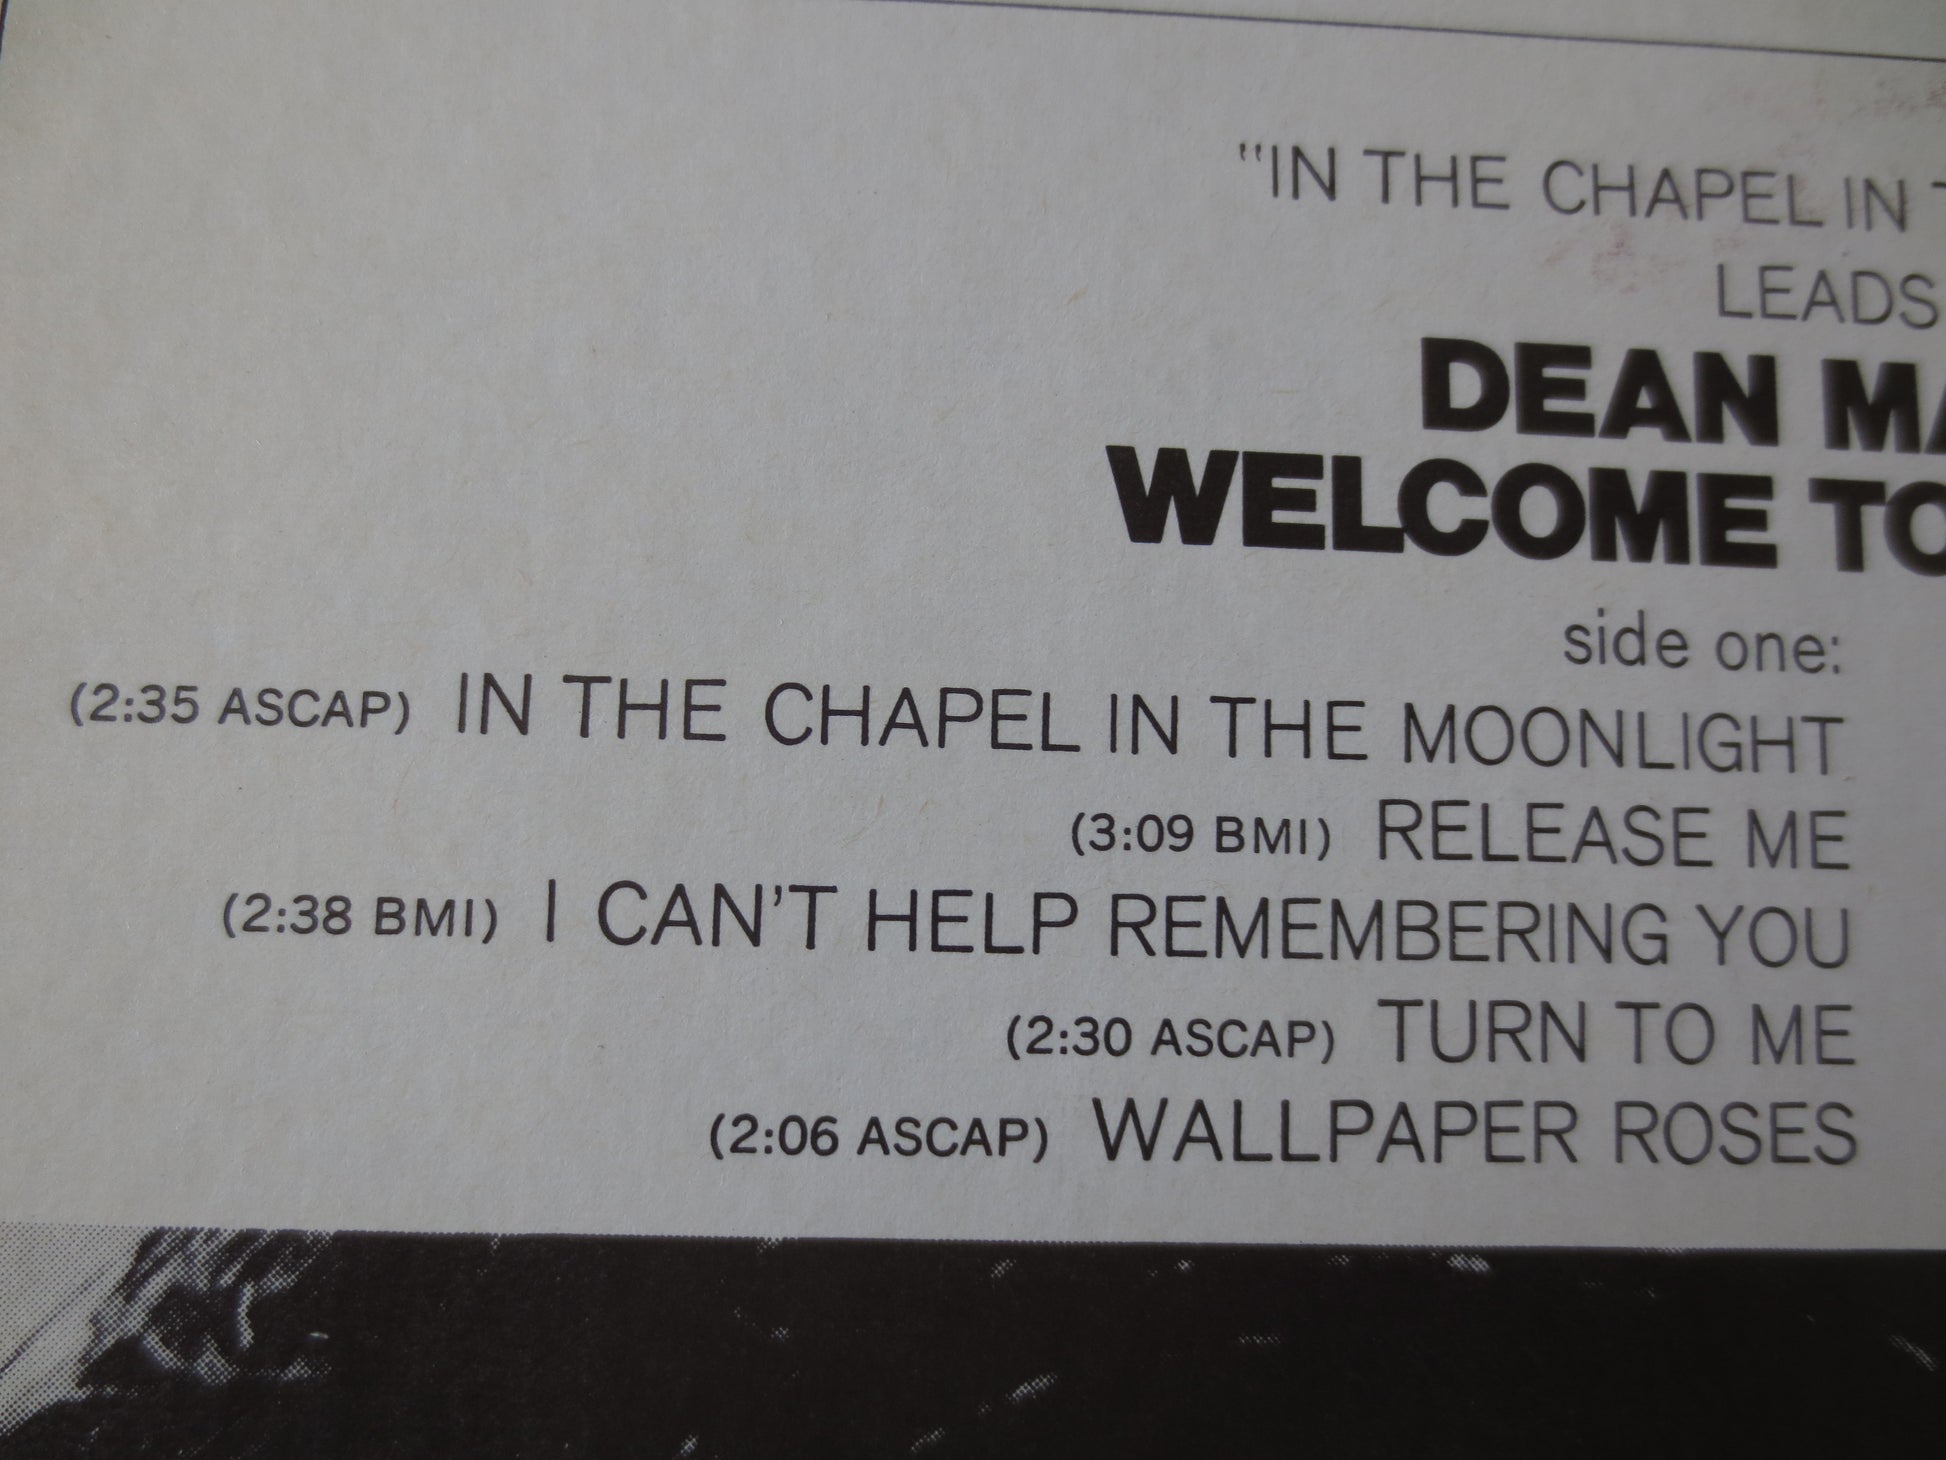 "IN THE CHAPEL IN
LEADS
DEAN
WELCOME TO
side one:
(2:35 ASCAP) IN THE CHAPEL IN THE MOONLIGHT
(3:09 BMI) RELEASE ME
(2:38 BMI) I CAN'T HELP REMEMBERING YOU
(2:30 ASCAP) TURN TO ME
(2:06 ASCAP) WALLPAPER ROSES